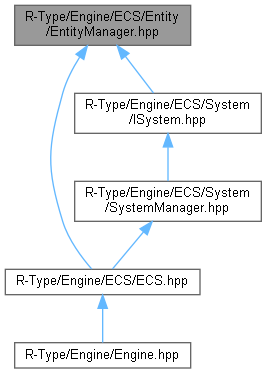 R-Type/Engine/ECS/Entity
/EntityManager.hpp
R-Type/Engine/ECS/System
/ISystem.hpp
R-Type/Engine/ECS/System
/SystemManager.hpp
R-Type/Engine/ECS/ECS.hpp
R-Type/Engine/Engine.hpp